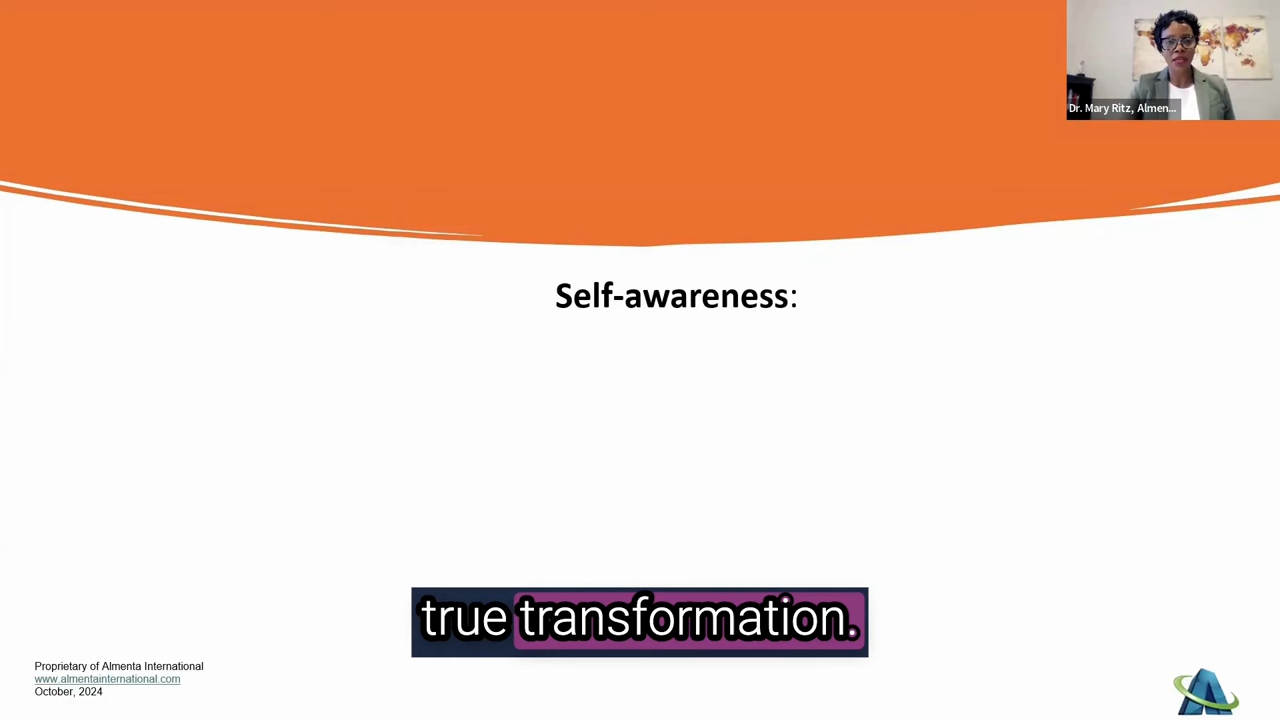 Dr. Mary Ritz, Almen...
Self-awareness:
true transformation.
Proprietary of Almenta International
www.almentainternational.com
October, 2024